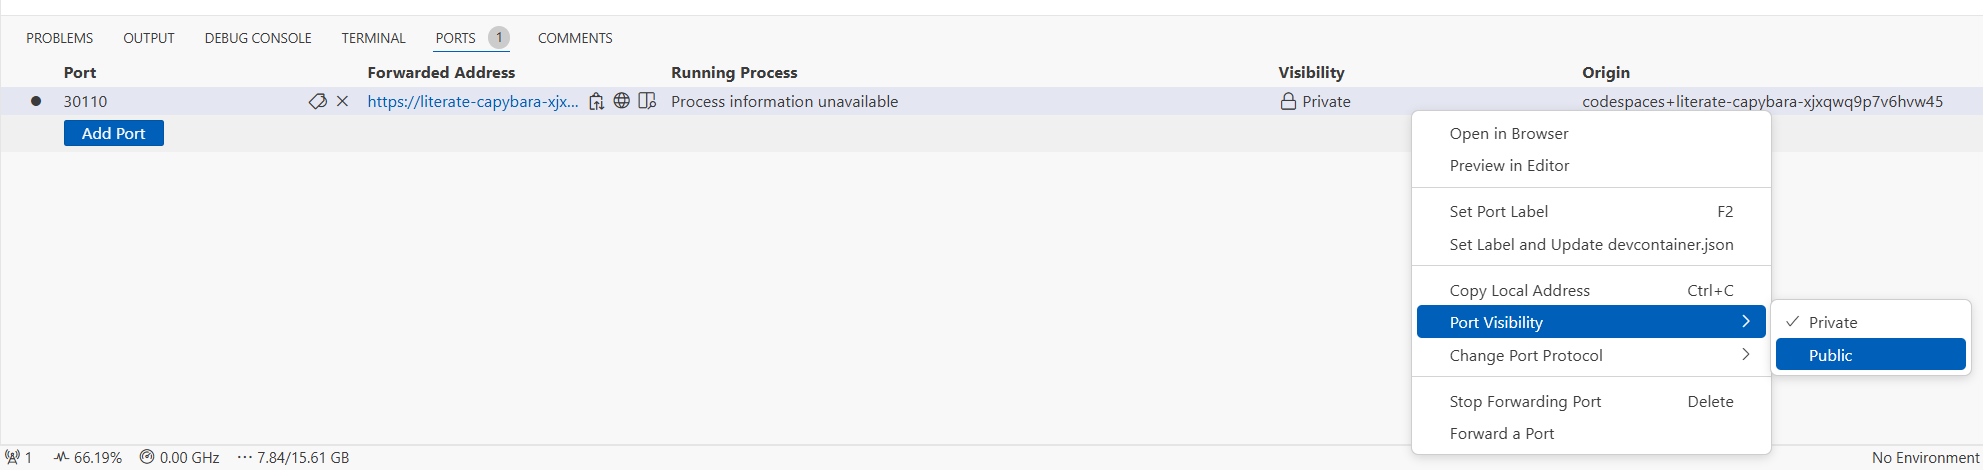 PROBLEMS OUTPUT DEBUG CONSOLE TERMINAL PORTS 1 COMMENTS
Port Forwarded Address Running Process Visibility Origin
30110 https://literate-capybara-xjx... Process information unavailable Private codespaces+literate-capybara-xjxqwq9p7v6hvw45
Add Port
Open in Browser
Preview in Editor
Set Port Label F2
Set Label and Update devcontainer.json
Copy Local Address Ctrl+C
Port Visibility
Private
Change Port Protocol
Public
Stop Forwarding Port Delete
Forward a Port
1 66.19% 0.00 GHz ··· 7.84/15.61 GB No Environment